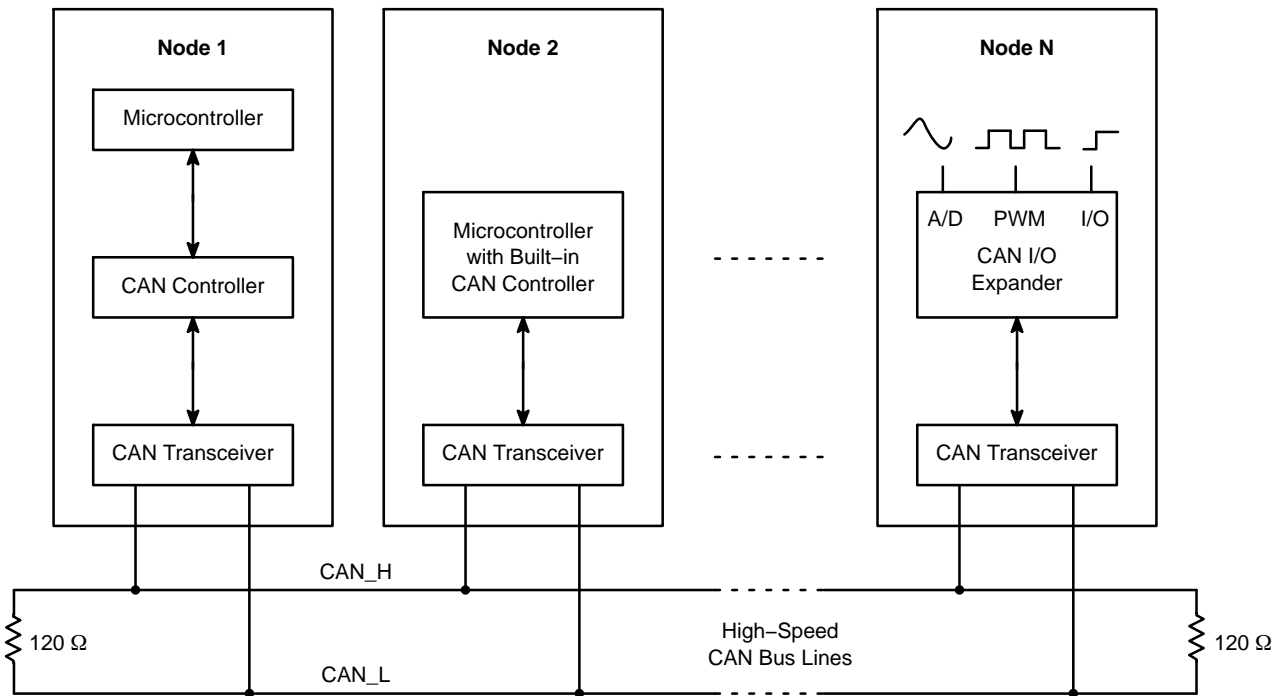 Node 1
Microcontroller
CAN Controller
CAN Transceiver
Node 2
Microcontroller
with Built−in
CAN Controller
CAN Transceiver
Node N
A/D PWM I/O
CAN I/O
Expander
CAN Transceiver
CAN_H
120 Ω
High−Speed
CAN Bus Lines
120 Ω
CAN_L